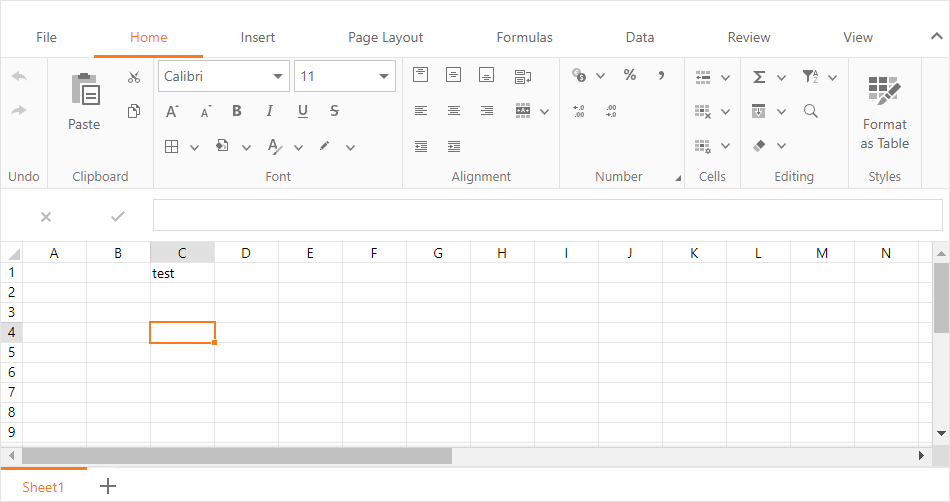 File Home Insert Page Layout Formulas Data Review View
Calibri 11
Paste
Format
as Table
Undo Clipboard Font Alignment Number Cells Editing Styles
A B C D E F G H I J K L M N
1 test
2
3
4
5
6
7
8
9
Sheet1